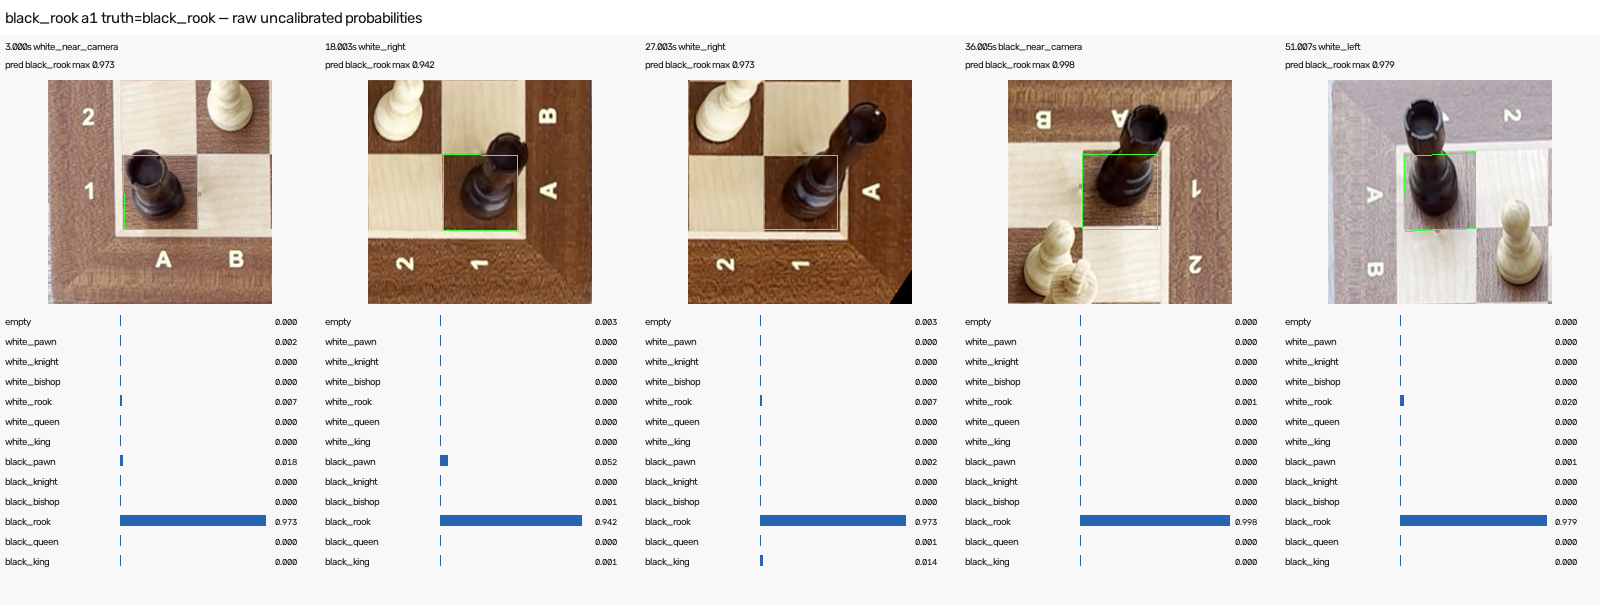 black_rook a1 truth=black_rook — raw uncalibrated probabilities
3.000s white_near_camera
pred black_rook max 0.973
2
1
A B
empty 0.000
white_pawn 0.002
white_knight 0.000
white_bishop 0.000
white_rook 0.007
white_queen 0.000
white_king 0.000
black_pawn 0.018
black_knight 0.000
black_bishop 0.000
black_rook 0.973
black_queen 0.000
black_king 0.000
18.003s white_right
pred black_rook max 0.942
B
A
2 1
empty 0.003
white_pawn 0.000
white_knight 0.000
white_bishop 0.000
white_rook 0.000
white_queen 0.000
white_king 0.000
black_pawn 0.052
black_knight 0.000
black_bishop 0.001
black_rook 0.942
black_queen 0.000
black_king 0.001
27.003s white_right
pred black_rook max 0.973
A
2 1
empty 0.003
white_pawn 0.000
white_knight 0.000
white_bishop 0.000
white_rook 0.007
white_queen 0.000
white_king 0.000
black_pawn 0.002
black_knight 0.000
black_bishop 0.000
black_rook 0.973
black_queen 0.001
black_king 0.014
36.005s black_near_camera
pred black_rook max 0.998
B A
1
2
empty 0.000
white_pawn 0.000
white_knight 0.000
white_bishop 0.000
white_rook 0.001
white_queen 0.000
white_king 0.000
black_pawn 0.000
black_knight 0.000
black_bishop 0.000
black_rook 0.998
black_queen 0.000
black_king 0.000
51.007s white_left
pred black_rook max 0.979
1 2
A
B
empty 0.000
white_pawn 0.000
white_knight 0.000
white_bishop 0.000
white_rook 0.020
white_queen 0.000
white_king 0.000
black_pawn 0.001
black_knight 0.000
black_bishop 0.000
black_rook 0.979
black_queen 0.000
black_king 0.000